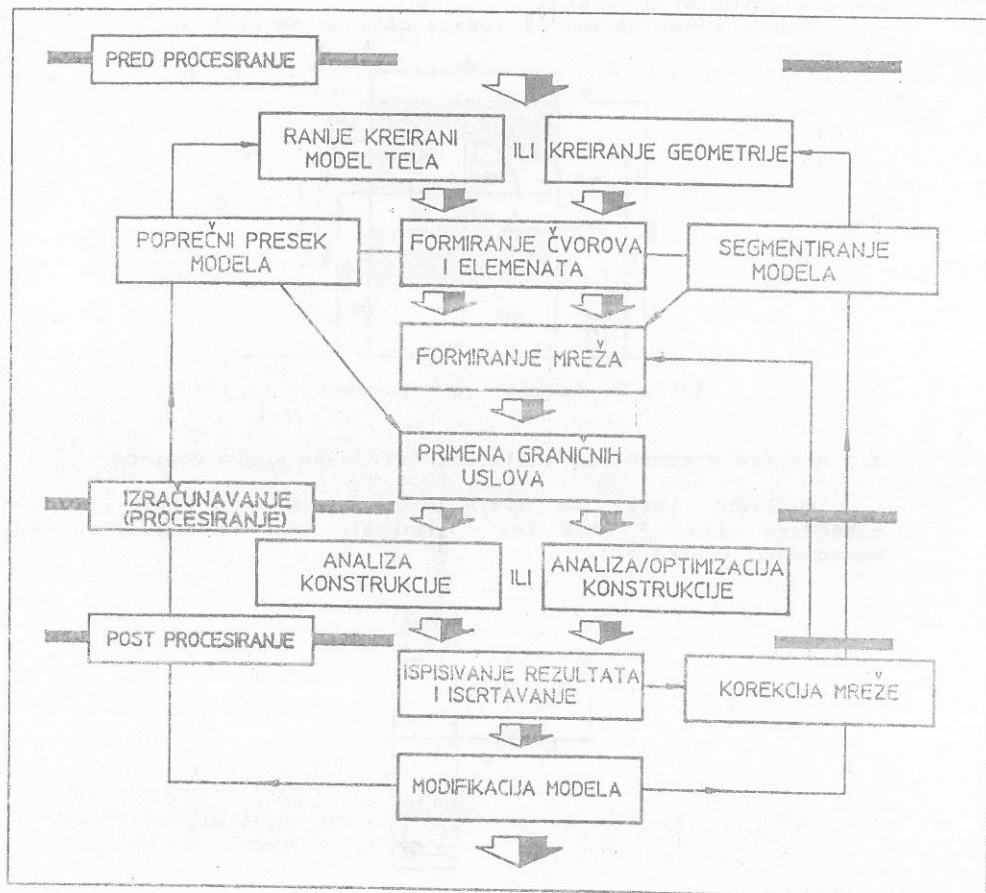 PRED PROCESIRANJE
RANIJE KREIRANI
MODEL TELA
ILI
KREIRANJE GEOMETRIJE
POPREČNI PRESEK
MODELA
FORMIRANJE ČVOROVA
I ELEMENATA
SEGMENTIRANJE
MODELA
FORMIRANJE MREŽA
PRIMENA GRANIČNIH
USLOVA
IZRAČUNAVANJE
(PROCESIRANJE)
ANALIZA
KONSTRUKCIJE
ILI
ANALIZA/OPTIMIZACIJA
KONSTRUKCIJE
POST PROCESIRANJE
ISPISIVANJE REZULTATA
I ISCRTAVANJE
KOREKCIJA MREŽE
MODIFIKACIJA MODELA